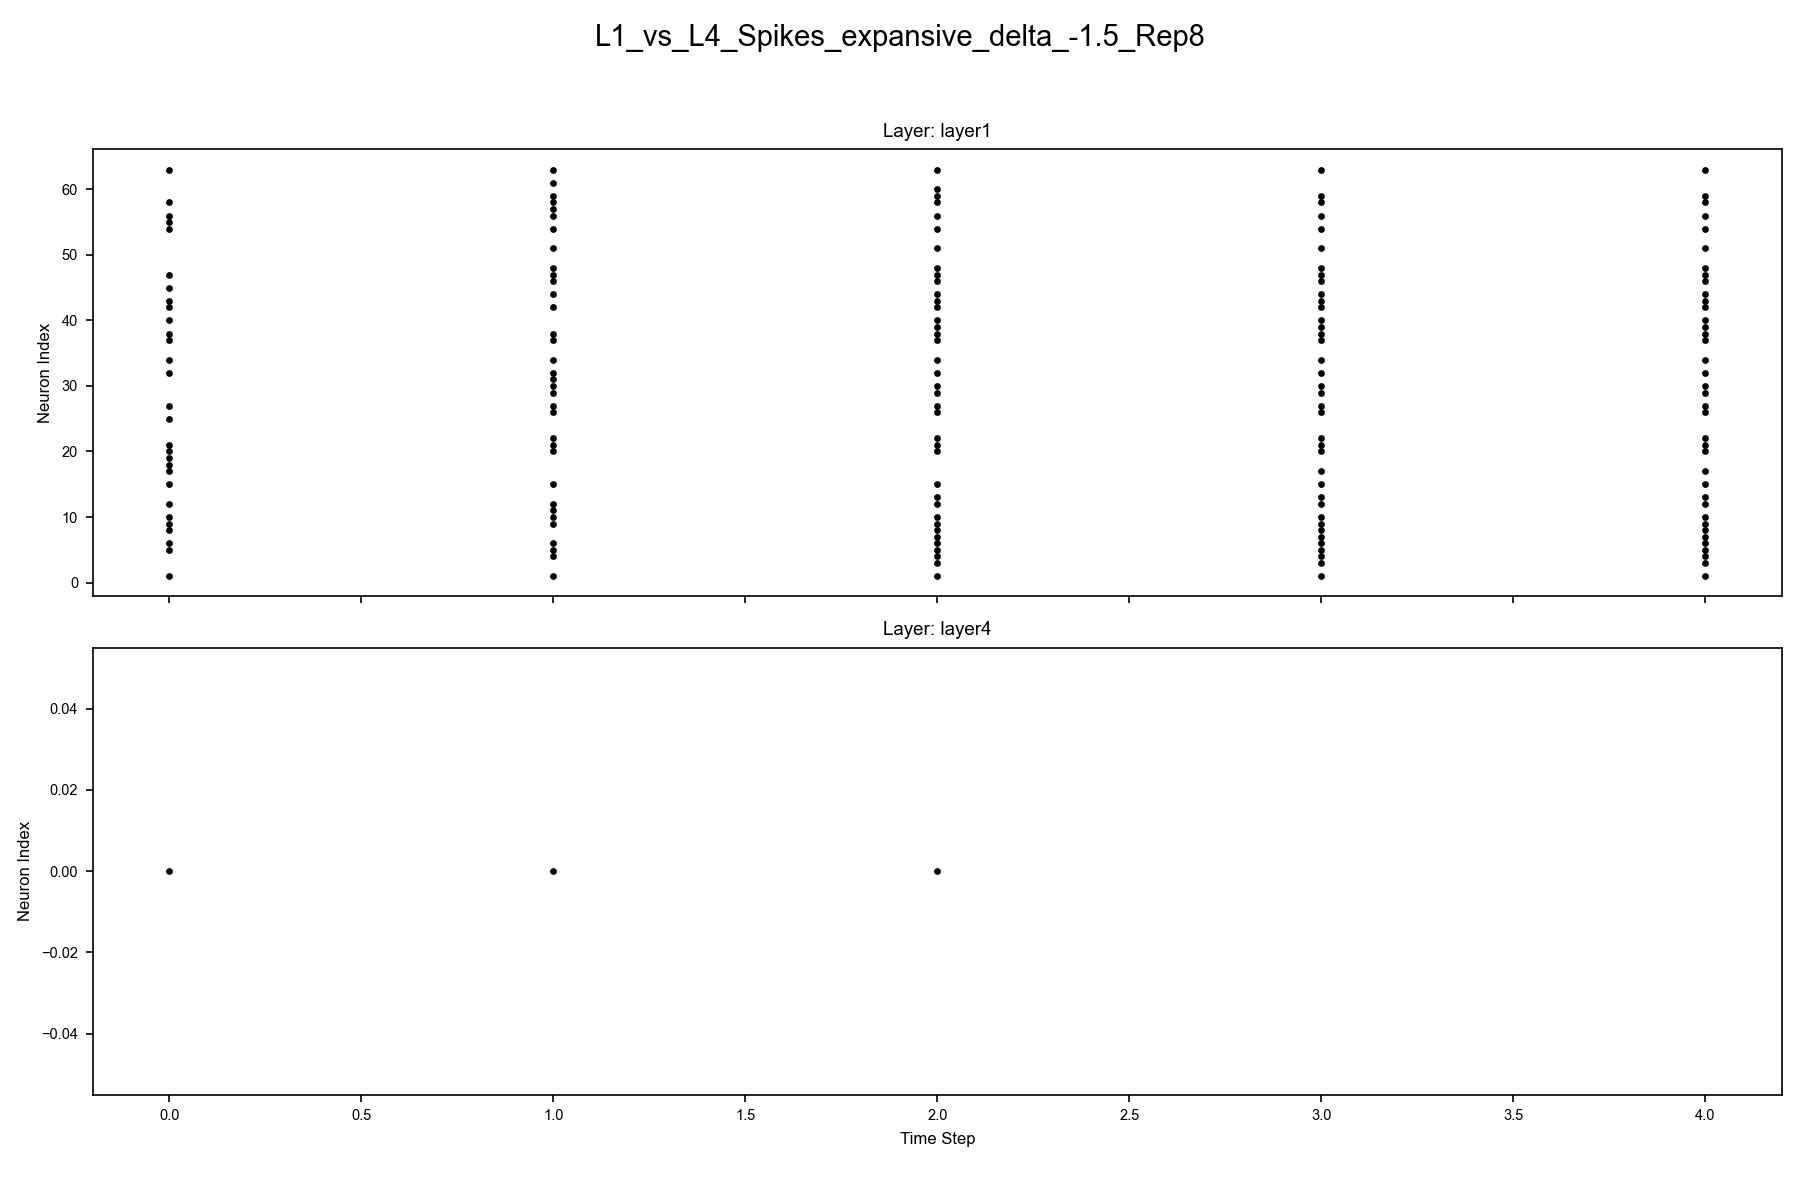 L1_vs_L4_Spikes_expansive_delta_-1.5_Rep8
Layer: layer1
Neuron Index
60
50
40
30
20
10
0
Layer: layer4
Neuron Index
0.04
0.02
0.00
−0.02
−0.04
0.0 0.5 1.0 1.5 2.0 2.5 3.0 3.5 4.0
Time Step